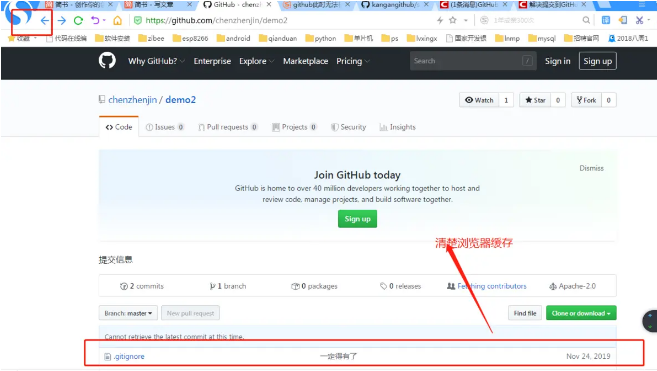 简书 - 创作你的
简书 - 写文章
GitHub - chenz
github此时无法
kangangithub/
(1条消息)GitHub
解决提交到GitH
https://github.com/chenzhenjin/demo2
收藏
代码在线编
软件安装
zibee
esp8266
android
qianduan
python
单片机
ps
lvxingx
国家开发银
lnmp
mysql
招聘官网
2018八周1
Why GitHub?
Enterprise
Explore
Marketplace
Pricing
Search
/
Sign in
Sign up
chenzhenjin / demo2
Watch 1
Star 0
Fork 0
Code
Issues 0
Pull requests 0
Projects 0
Security
Insights
Dismiss
Join GitHub today
GitHub is home to over 40 million developers working together to host and
review code, manage projects, and build software together.
Sign up
清楚浏览器缓存
提交信息
2 commits
1 branch
0 packages
0 releases
Fetching contributors
Apache-2.0
Branch: master
New pull request
Find file
Clone or download
Cannot retrieve the latest commit at this time.
.gitignore
一定得有了
Nov 24, 2019